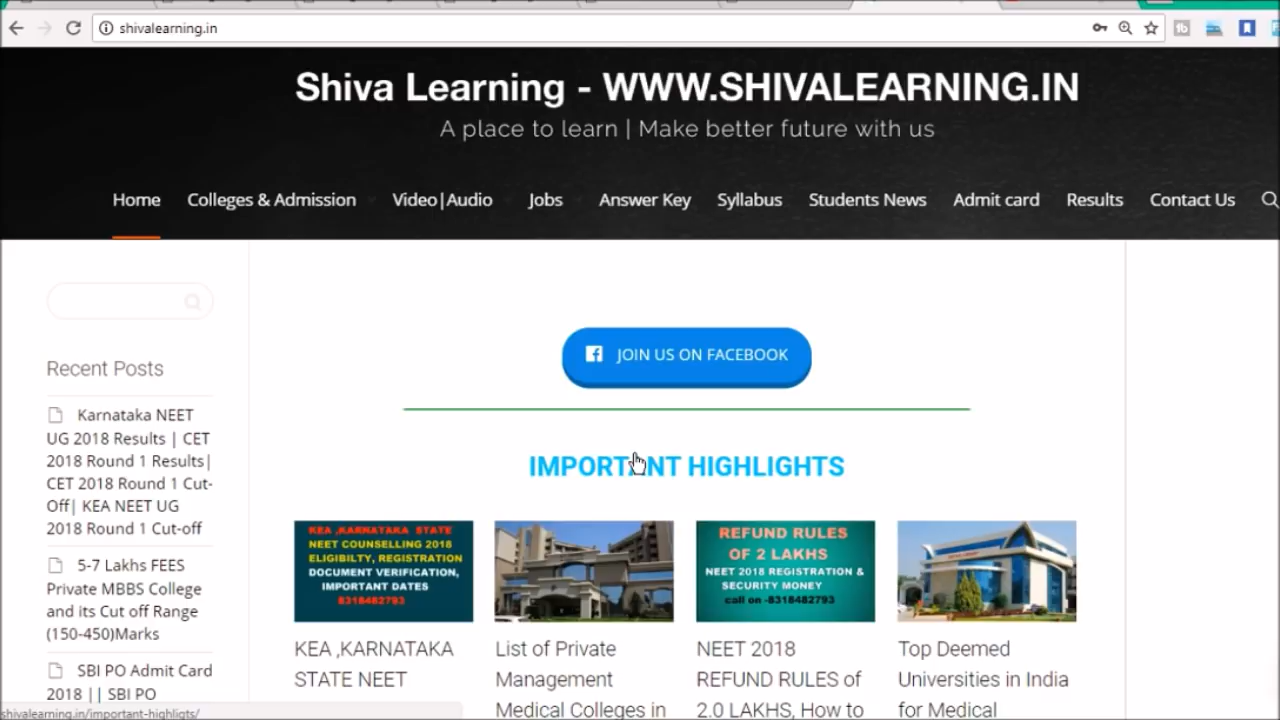 shivalearning.in
Shiva Learning - WWW.SHIVALEARNING.IN
A place to learn | Make better future with us
Home Colleges & Admission Video|Audio Jobs Answer Key Syllabus Students News Admit card Results Contact Us
JOIN US ON FACEBOOK
Recent Posts
Karnataka NEET
UG 2018 Results | CET
2018 Round 1 Results|
CET 2018 Round 1 Cut-
Off| KEA NEET UG
2018 Round 1 Cut-off
5-7 Lakhs FEES
Private MBBS College
and its Cut off Range
(150-450)Marks
SBI PO Admit Card
2018 || SBI PO
IMPORTANT HIGHLIGHTS
KEA ,KARNATAKA STATE
NEET COUNSELLING 2018
ELIGIBILTY, REGISTRATION
DOCUMENT VERIFICATION,
IMPORTANT DATES
8318482793
KEA ,KARNATAKA
STATE NEET
List of Private
Management
Medical Colleges in
REFUND RULES
OF 2 LAKHS
NEET 2018 REGISTRATION &
SECURITY MONEY
call on -8318482793
NEET 2018
REFUND RULES of
2.0 LAKHS, How to
Top Deemed
Universities in India
for Medical
shivalearning.in/important-highligts/